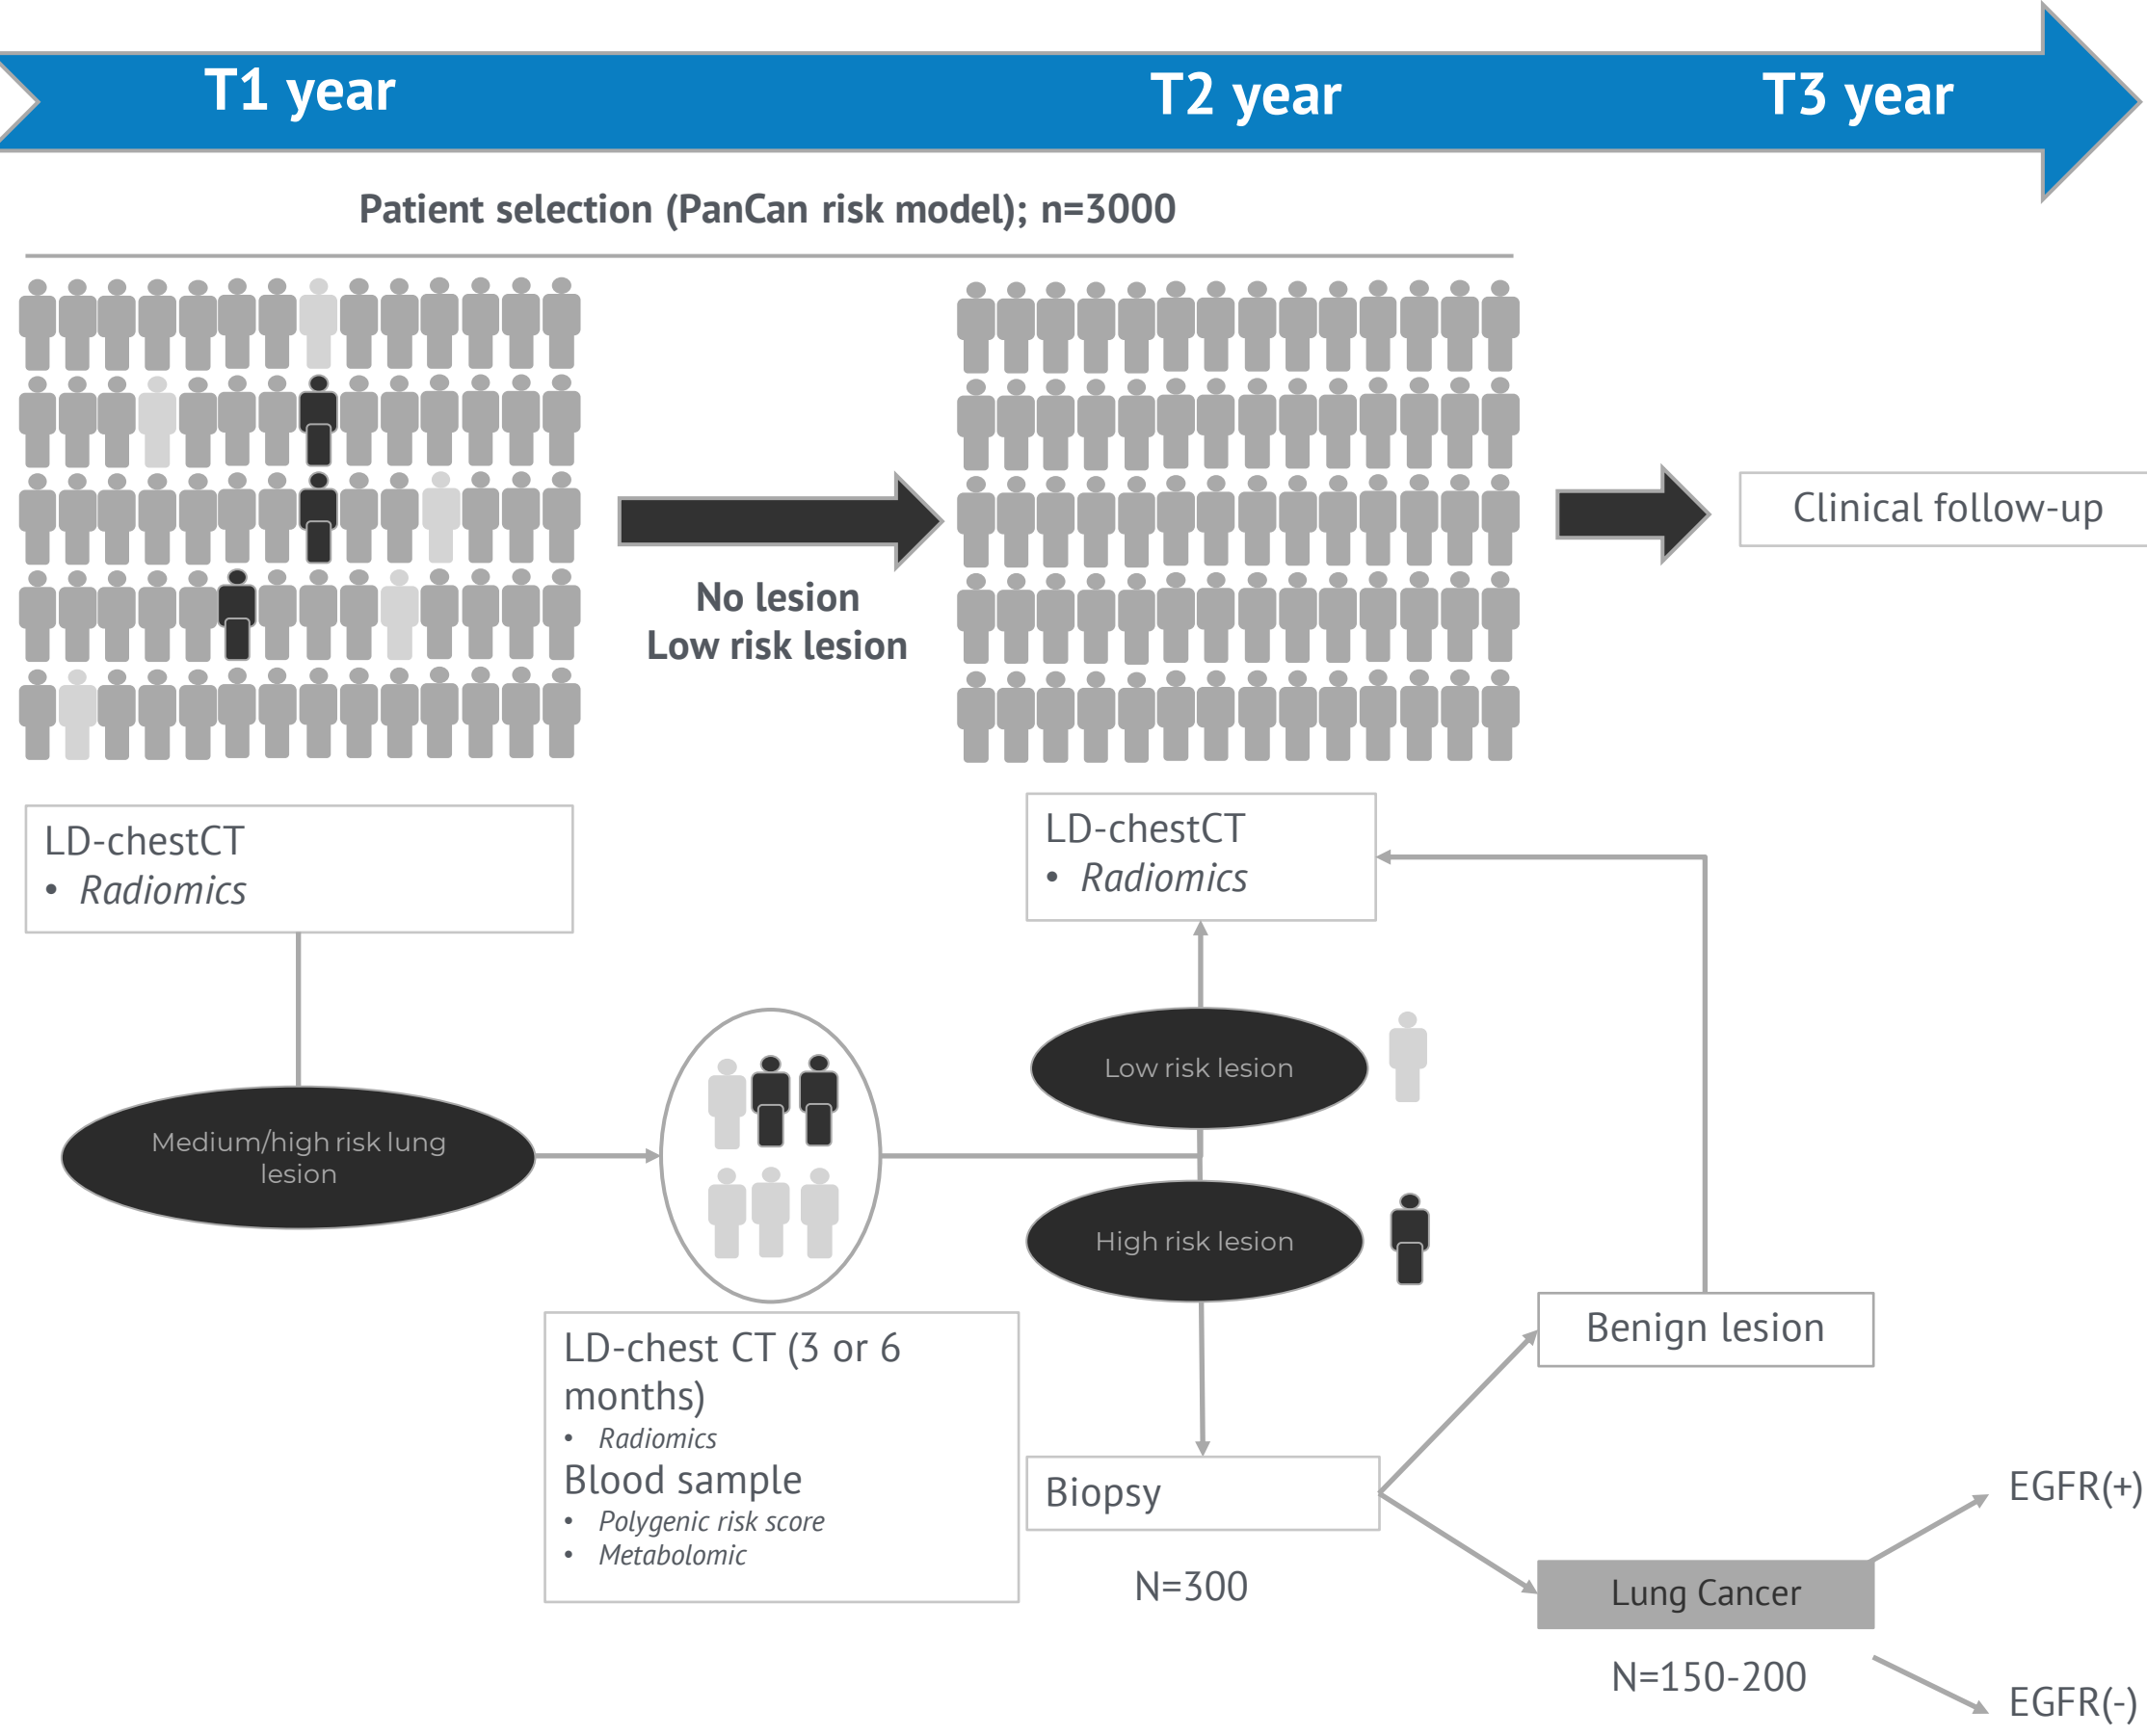 T1 year
T2 year
T3 year
Patient selection (PanCan risk model); n=3000
No lesion
Low risk lesion
Clinical follow-up
LD-chestCT
• Radiomics
LD-chestCT
• Radiomics
Medium/high risk lung
lesion
Low risk lesion
High risk lesion
LD-chest CT (3 or 6
months)
• Radiomics
Blood sample
• Polygenic risk score
• Metabolomic
Biopsy
N=300
Benign lesion
Lung Cancer
N=150-200
EGFR(+)
EGFR(-)